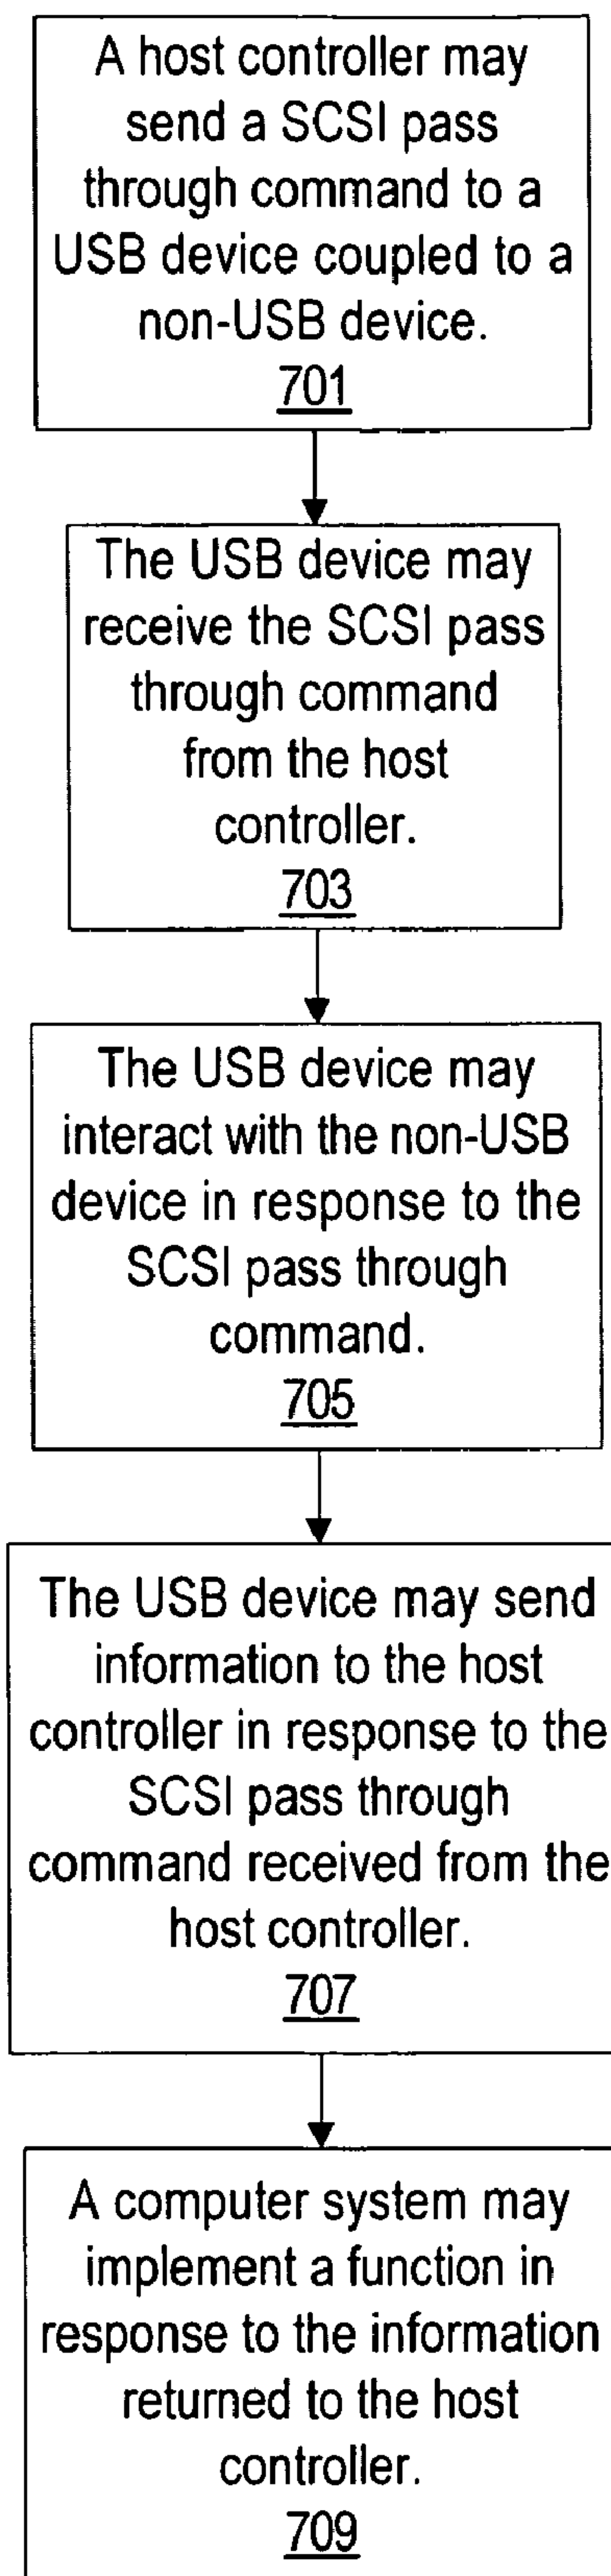 A host controller may
send a SCSI pass
through command to a
USB device coupled to a
non-USB device.
701
The USB device may
receive the SCSI pass
through command
from the host
controller.
703
The USB device may
interact with the non-USB
device in response to the
SCSI pass through
command.
705
The USB device may send
information to the host
controller in response to the
SCSI pass through
command received from the
host controller.
707
A computer system may
implement a function in
response to the information
returned to the host
controller.
709